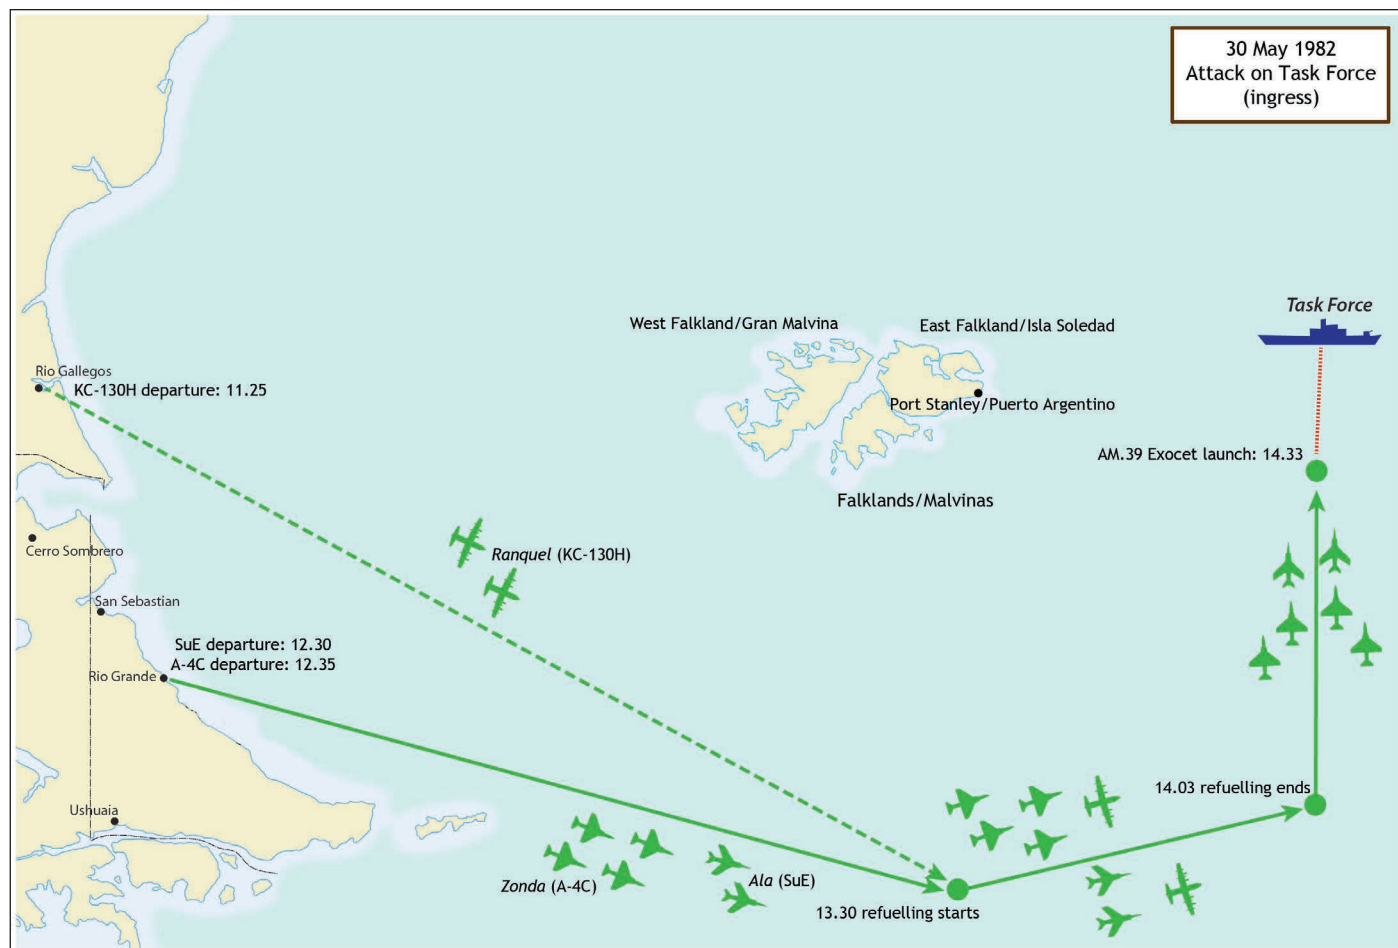 30 May 1982
Attack on Task Force
(ingress)
Task Force
West Falkland/Gran Malvina
East Falkland/Isla Soledad
Rio Gallegos
KC-130H departure: 11.25
Port Stanley/Puerto Argentino
AM.39 Exocet launch: 14.33
Falklands/Malvinas
Cerro Sombrero
Ranquel (KC-130H)
San Sebastian
SuE departure: 12.30
A-4C departure: 12.35
Rio Grande
14.03 refuelling ends
Ushuaia
Zonda (A-4C)
Ala (SuE)
13.30 refuelling starts